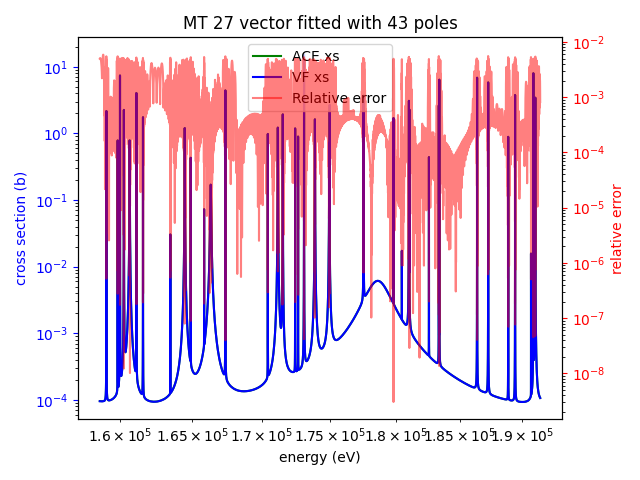 MT 27 vector fitted with 43 poles
ACE xs
VF xs
Relative error
cross section (b)
10¹
10⁰
10⁻¹
10⁻²
10⁻³
10⁻⁴
10⁻²
10⁻³
10⁻⁴
10⁻⁵
10⁻⁶
10⁻⁷
10⁻⁸
relative error
1.6 × 10⁵ 1.65 × 10⁵ 1.7 × 10⁵ 1.75 × 10⁵ 1.8 × 10⁵ 1.85 × 10⁵ 1.9 × 10⁵
energy (eV)